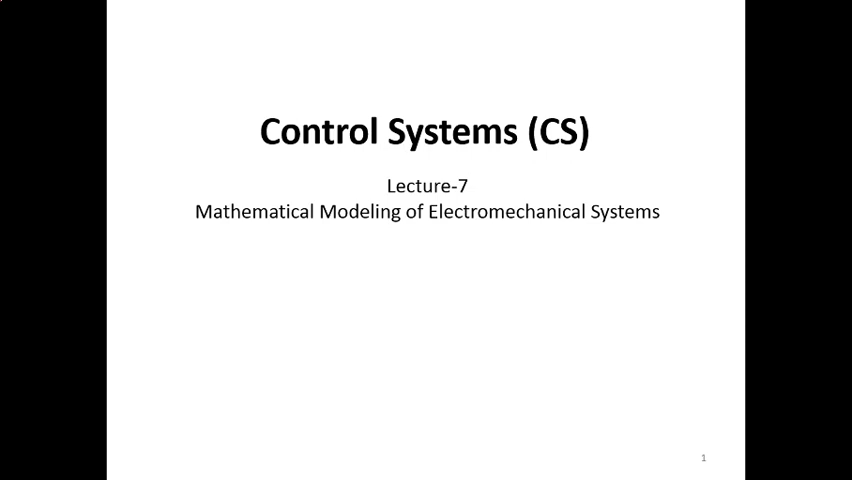 Control Systems (CS)
Lecture-7
Mathematical Modeling of Electromechanical Systems
1